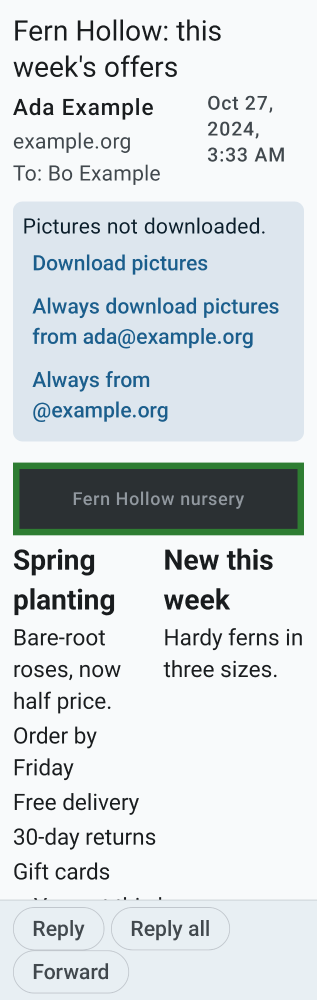 Fern Hollow: this
week's offers
Ada Example
example.org
To: Bo Example
Oct 27,
2024,
3:33 AM
Pictures not downloaded.
Download pictures
Always download pictures
from ada@example.org
Always from
@example.org
Fern Hollow nursery
Spring
planting
Bare-root
roses, now
half price.
Order by
Friday
Free delivery
30-day returns
Gift cards
New this
week
Hardy ferns in
three sizes.
Reply
Reply all
Forward